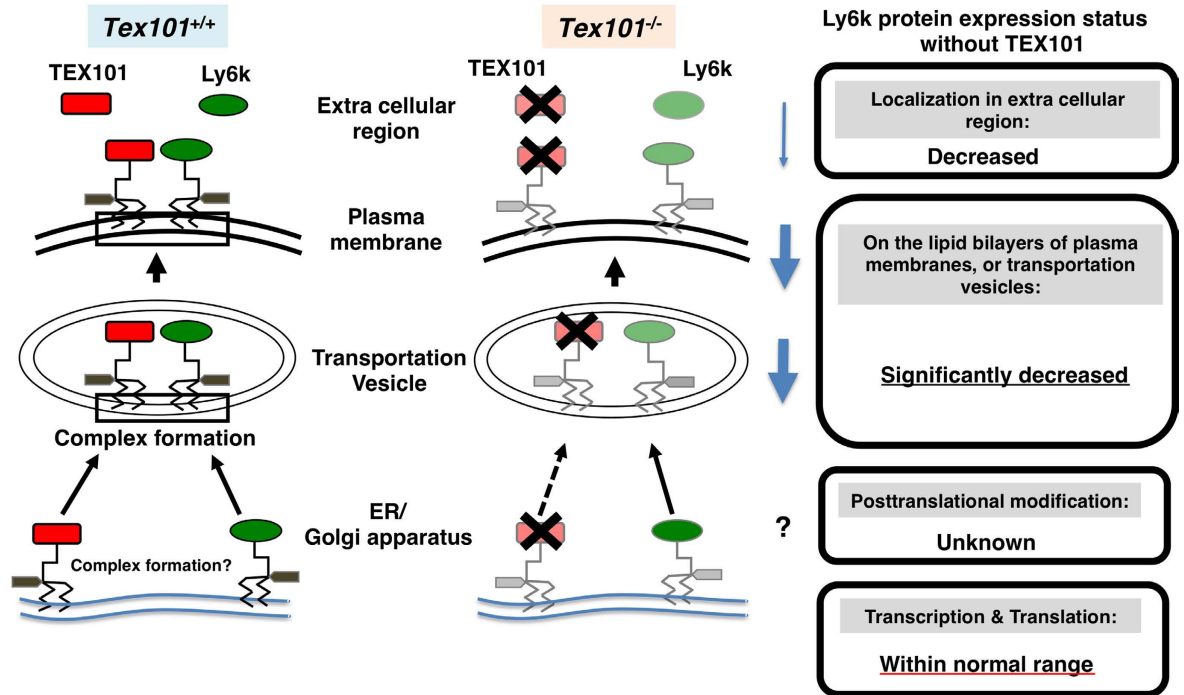 Tex101+/+
TEX101
Ly6k
Tex101-/-
TEX101
Ly6k
Extra cellular
region
Plasma
membrane
Transportation
Vesicle
Complex formation
ER/
Golgi apparatus
Complex formation?
Ly6k protein expression status
without TEX101
Localization in extra cellular
region:
Decreased
On the lipid bilayers of plasma
membranes, or transportation
vesicles:
Significantly decreased
?
Posttranslational modification:
Unknown
Transcription & Translation:
Within normal range